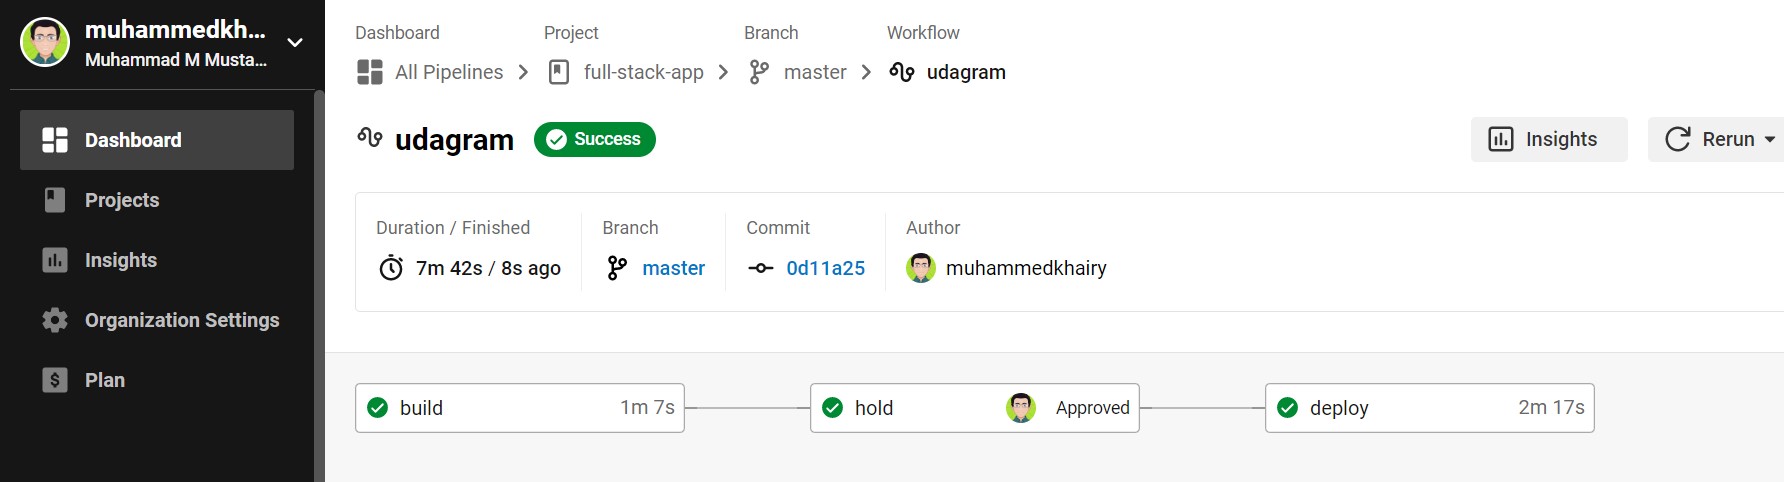 muhammedkh...
Muhammad M Musta...
Dashboard
Projects
Insights
Organization Settings
Plan
Dashboard Project Branch Workflow
All Pipelines full-stack-app master udagram
udagram Success
Insights Rerun
Duration / Finished Branch Commit Author
7m 42s / 8s ago master 0d11a25 muhammedkhairy
build 1m 7s hold Approved deploy 2m 17s